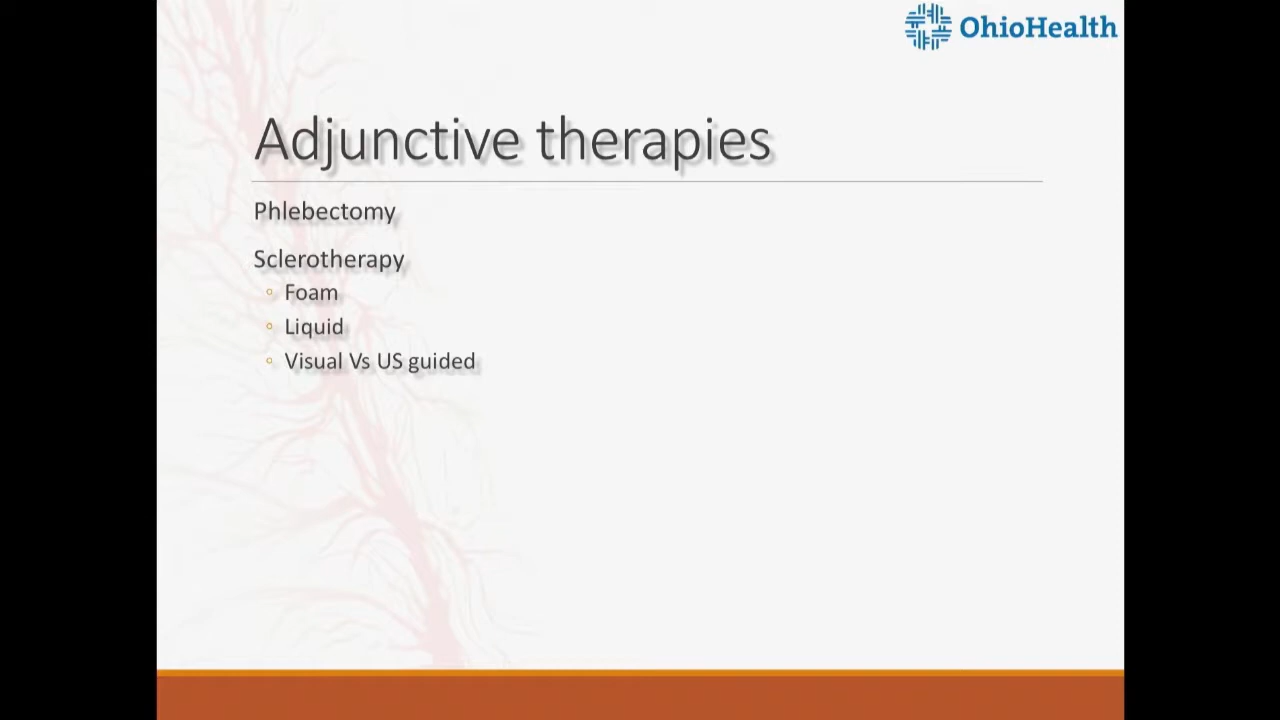 OhioHealth
Adjunctive therapies
Phlebectomy
Sclerotherapy
Foam
Liquid
Visual Vs US guided